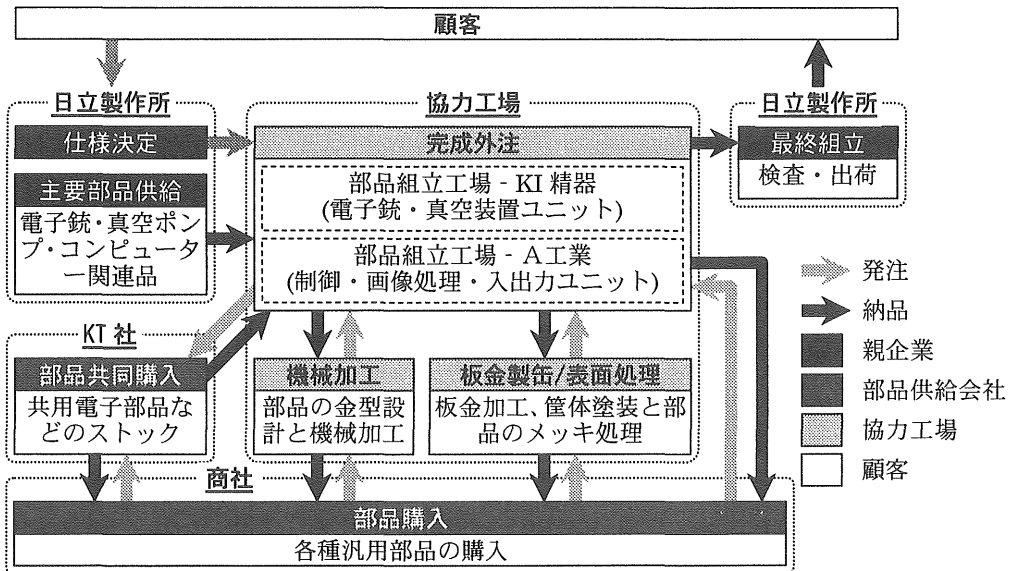 顧客
日立製作所
仕様決定
主要部品供給
電子銃・真空ポン
プ・コンピュータ
ー関連品
協力工場
完成外注
部品組立工場 - KI 精器
(電子銃・真空装置ユニット)
部品組立工場 - A工業
(制御・画像処理・入出力ユニット)
日立製作所
最終組立
検査・出荷
KT 社
部品共同購入
共用電子部品な
どのストック
機械加工
部品の金型設
計と機械加工
板金製缶/表面処理
板金加工、筐体塗装と部
品のメッキ処理
商社
部品購入
各種汎用部品の購入
発注
納品
親企業
部品供給会社
協力工場
顧客